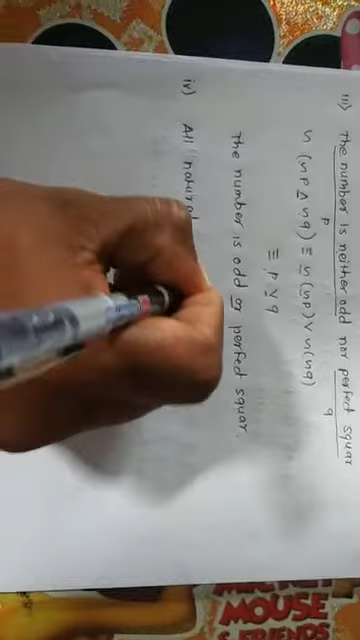 iii) The number is neither odd nor perfect squar
p
q
~ (~p ∧ ~q) ≡ ~ (~p) ∨ ~(~q)
≡ p ∨ q
The number is odd or perfect squar.
iv) All natural
MOUSE
& FRIENDS